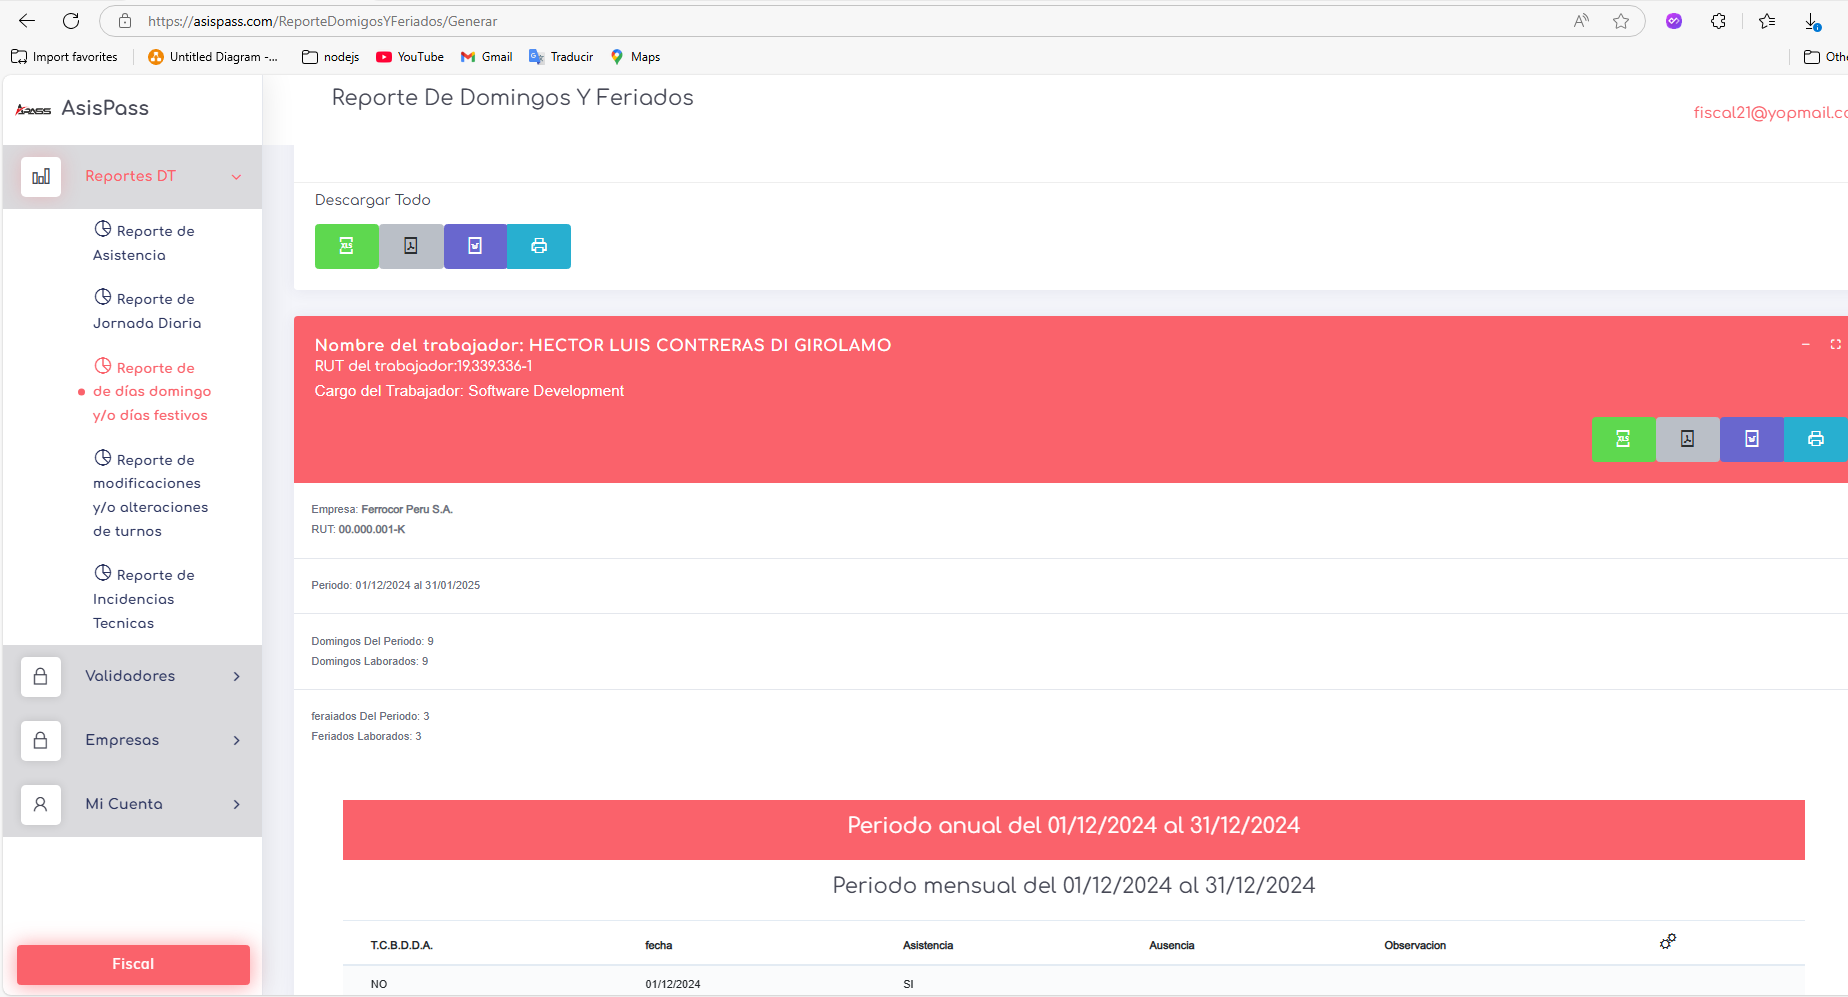 https://asispass.com/ReporteDomigosYFeriados/Generar
Import favorites
Untitled Diagram -...
nodejs
YouTube
Gmail
Traducir
Maps
Othe
APASS AsisPass
Reporte De Domingos Y Feriados
fiscal21@yopmail.co
Reportes DT
Reporte de
Asistencia
Reporte de
Jornada Diaria
Reporte de
de días domingo
y/o días festivos
Reporte de
modificaciones
y/o alteraciones
de turnos
Reporte de
Incidencias
Tecnicas
Validadores
Empresas
Mi Cuenta
Fiscal
Descargar Todo
XLS
Nombre del trabajador: HECTOR LUIS CONTRERAS DI GIROLAMO
RUT del trabajador:19.339.336-1
Cargo del Trabajador: Software Development
XLS
Empresa: Ferrocor Peru S.A.
RUT: 00.000.001-K
Periodo: 01/12/2024 al 31/01/2025
Domingos Del Periodo: 9
Domingos Laborados: 9
feraiados Del Periodo: 3
Feriados Laborados: 3
Periodo anual del 01/12/2024 al 31/12/2024
Periodo mensual del 01/12/2024 al 31/12/2024
T.C.B.D.D.A. fecha Asistencia Ausencia Observacion
NO 01/12/2024 SI